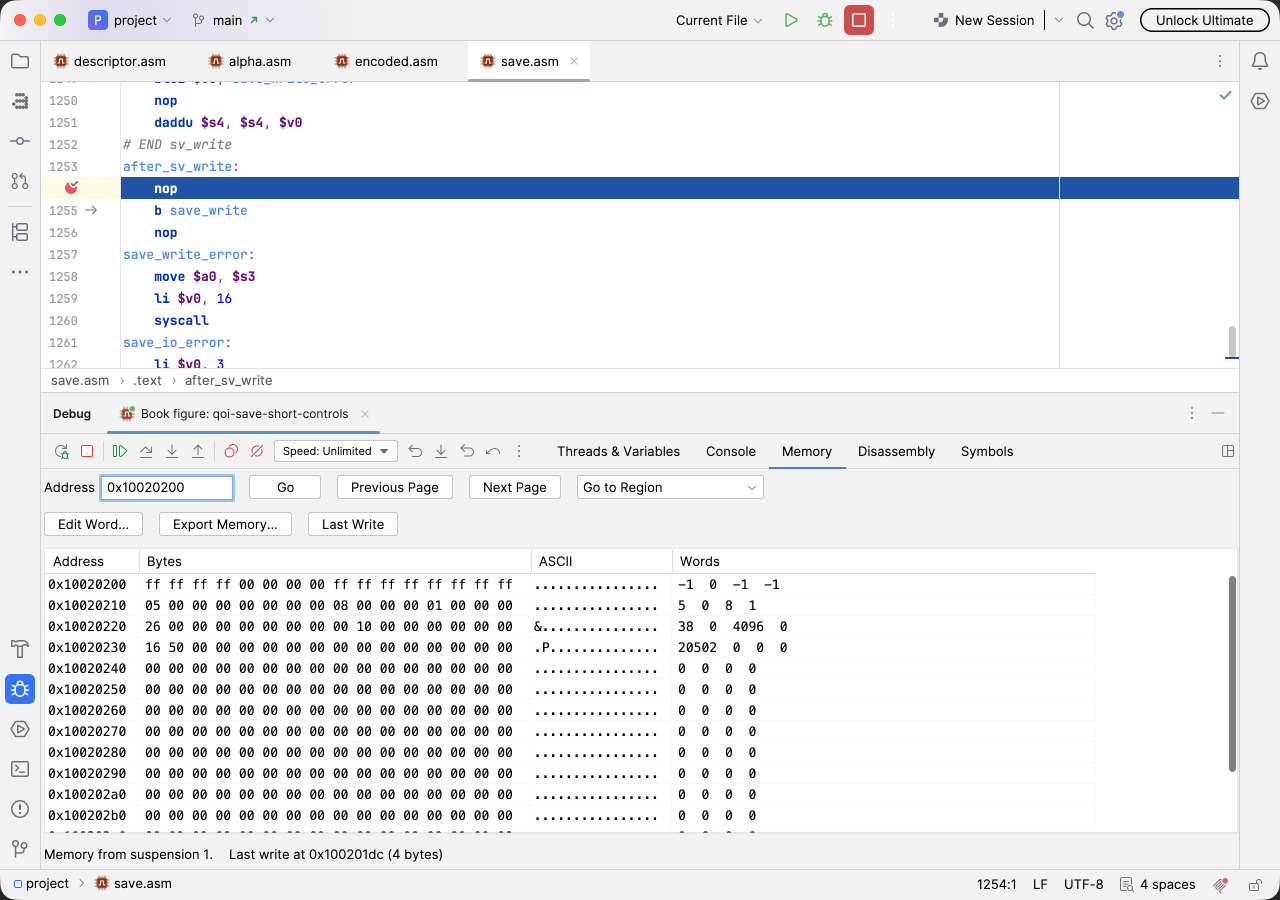 P project main Current File New Session Unlock Ultimate
descriptor.asm alpha.asm encoded.asm save.asm
1250 nop
1251 daddu $s4, $s4, $v0
1252 # END sv_write
1253 after_sv_write:
nop
1255 b save_write
1256 nop
1257 save_write_error:
1258 move $a0, $s3
1259 li $v0, 16
1260 syscall
1261 save_io_error:
1262 li $v0, 3
save.asm › .text › after_sv_write
Debug Book figure: qoi-save-short-controls
Speed: Unlimited Threads & Variables Console Memory Disassembly Symbols
Address 0x10020200 Go Previous Page Next Page Go to Region
Edit Word... Export Memory... Last Write
Address Bytes ASCII Words
0x10020200 ff ff ff ff 00 00 00 00 ff ff ff ff ff ff ff ff ................ −1 0 −1 −1
0x10020210 05 00 00 00 00 00 00 00 08 00 00 00 01 00 00 00 ................ 5 0 8 1
0x10020220 26 00 00 00 00 00 00 00 00 10 00 00 00 00 00 00 &............... 38 0 4096 0
0x10020230 16 50 00 00 00 00 00 00 00 00 00 00 00 00 00 00 .P.............. 20502 0 0 0
0x10020240 00 00 00 00 00 00 00 00 00 00 00 00 00 00 00 00 ................ 0 0 0 0
0x10020250 00 00 00 00 00 00 00 00 00 00 00 00 00 00 00 00 ................ 0 0 0 0
0x10020260 00 00 00 00 00 00 00 00 00 00 00 00 00 00 00 00 ................ 0 0 0 0
0x10020270 00 00 00 00 00 00 00 00 00 00 00 00 00 00 00 00 ................ 0 0 0 0
0x10020280 00 00 00 00 00 00 00 00 00 00 00 00 00 00 00 00 ................ 0 0 0 0
0x10020290 00 00 00 00 00 00 00 00 00 00 00 00 00 00 00 00 ................ 0 0 0 0
0x100202a0 00 00 00 00 00 00 00 00 00 00 00 00 00 00 00 00 ................ 0 0 0 0
0x100202b0 00 00 00 00 00 00 00 00 00 00 00 00 00 00 00 00 ................ 0 0 0 0
Memory from suspension 1. Last write at 0x100201dc (4 bytes)
project › save.asm 1254:1 LF UTF-8 4 spaces